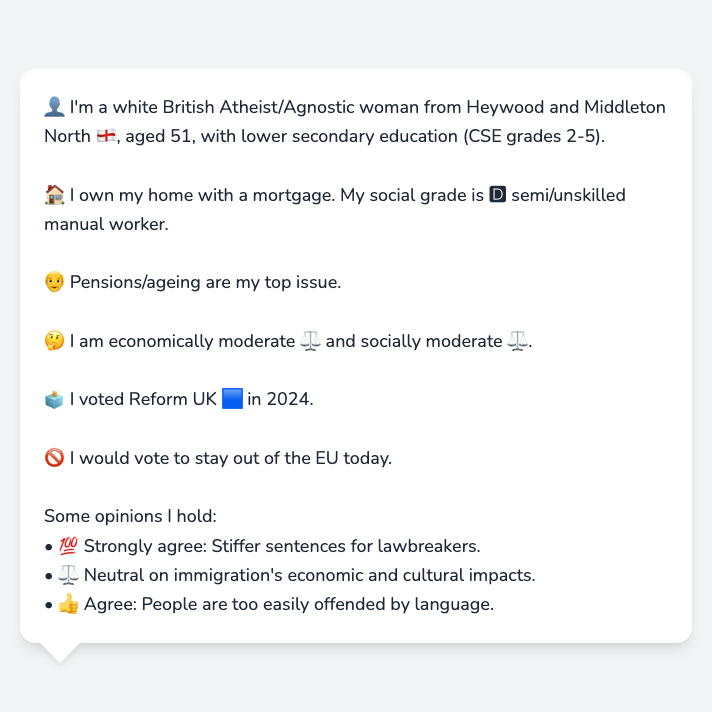 👤 I'm a white British Atheist/Agnostic woman from Heywood and Middleton
North 🏴󠁧󠁢󠁥󠁮󠁧󠁿, aged 51, with lower secondary education (CSE grades 2-5).
🏠 I own my home with a mortgage. My social grade is 🅳 semi/unskilled
manual worker.
🧓 Pensions/ageing are my top issue.
🤔 I am economically moderate ⚖️ and socially moderate ⚖️.
🗳️ I voted Reform UK 🟦 in 2024.
🚫 I would vote to stay out of the EU today.
Some opinions I hold:
• 💯 Strongly agree: Stiffer sentences for lawbreakers.
• ⚖️ Neutral on immigration's economic and cultural impacts.
• 👍 Agree: People are too easily offended by language.